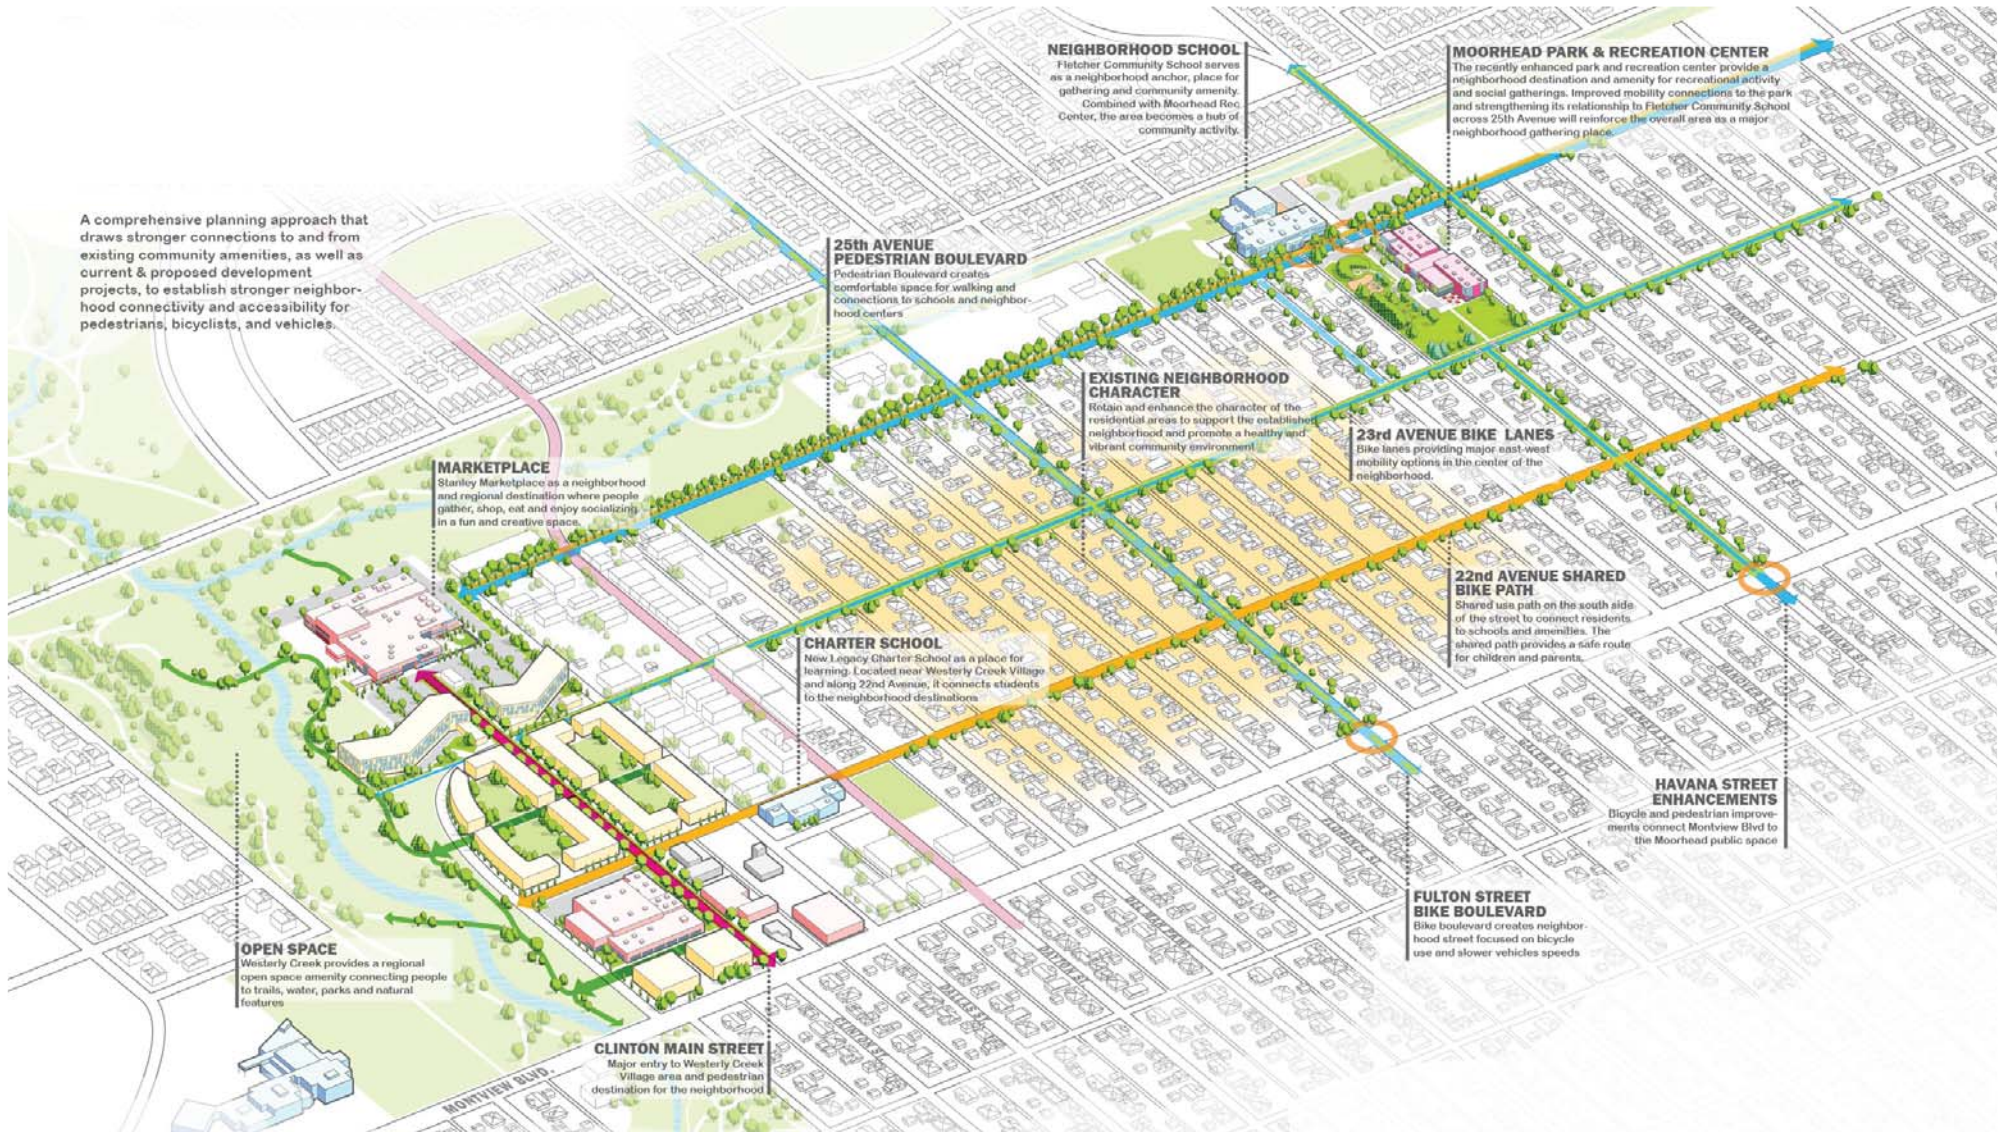 NEIGHBORHOOD SCHOOL
Fletcher Community School serves
as a neighborhood anchor, place for
gathering and community amenity.
Combined with Moorhead Rec
Center, the area becomes a hub of
community activity.
MOORHEAD PARK & RECREATION CENTER
The recently enhanced park and recreation center provide a
neighborhood destination and amenity for recreational activity
and social gatherings. Improved mobility connections to the park
and strengthening its relationship to Fletcher Community School
across 25th Avenue will reinforce the overall area as a major
neighborhood gathering place.
A comprehensive planning approach that
draws stronger connections to and from
existing community amenities, as well as
current & proposed development
projects, to establish stronger neighbor-
hood connectivity and accessibility for
pedestrians, bicyclists, and vehicles.
25th AVENUE
PEDESTRIAN BOULEVARD
Pedestrian Boulevard creates
comfortable space for walking and
connections to schools and neighbor-
hood centers
EXISTING NEIGHBORHOOD
CHARACTER
Retain and enhance the character of the
residential areas to support the established
neighborhood and promote a healthy and
vibrant community environment
23rd AVENUE BIKE LANES
Bike lanes providing major east-west
mobility options in the center of the
neighborhood.
MARKETPLACE
Stanley Marketplace as a neighborhood
and regional destination where people
gather, shop, eat and enjoy socializing
in a fun and creative space.
22nd AVENUE SHARED
BIKE PATH
Shared use path on the south side
of the street to connect residents
to schools and amenities. The
shared path provides a safe route
for children and parents.
CHARTER SCHOOL
New Legacy Charter School as a place for
learning. Located near Westerly Creek Village
and along 22nd Avenue, it connects students
to the neighborhood destinations
HAVANA STREET
ENHANCEMENTS
Bicycle and pedestrian improve-
ments connect Montview Blvd to
the Moorhead public space
FULTON STREET
BIKE BOULEVARD
Bike boulevard creates neighbor-
hood street focused on bicycle
use and slower vehicles speeds
OPEN SPACE
Westerly Creek provides a regional
open space amenity connecting people
to trails, water, parks and natural
features
CLINTON MAIN STREET
Major entry to Westerly Creek
Village area and pedestrian
destination for the neighborhood
MONTVIEW BLVD.
HAVANA ST.
FULTON ST.